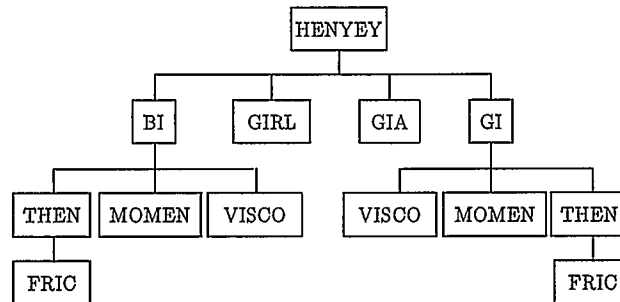 HENYEY
BI GIRL GIA GI
THEN MOMEN VISCO VISCO MOMEN THEN
FRIC FRIC